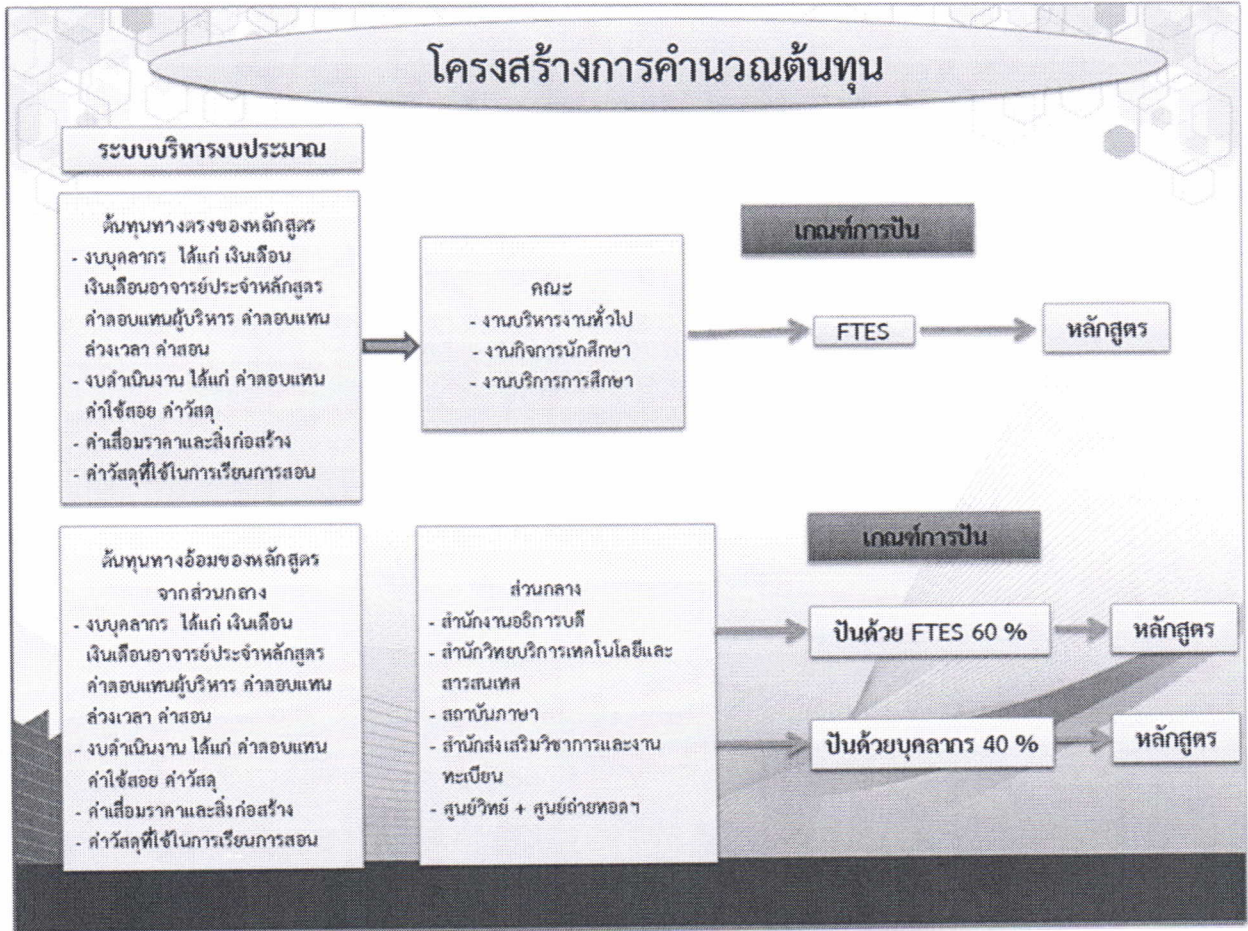 โครงสร้างการคำนวณต้นทุน
ระบบบริหารงบประมาณ
ต้นทุนทางตรงของหลักสูตร
- งบบุคลากร ได้แก่ เงินเดือน
เงินเดือนอาจารย์ประจำหลักสูตร
ค่าตอบแทนผู้บริหาร ค่าตอบแทน
ล่วงเวลา ค่าสอน
- งบดำเนินงาน ได้แก่ ค่าตอบแทน
ค่าใช้สอย ค่าวัสดุ
- ค่าเสื่อมราคาและสิ่งก่อสร้าง
- ค่าวัสดุที่ใช้ในการเรียนการสอน
คณะ
- งานบริหารงานทั่วไป
- งานกิจการนักศึกษา
- งานบริการการศึกษา
เกณฑ์การปัน
FTES
หลักสูตร
ต้นทุนทางอ้อมของหลักสูตร
จากส่วนกลาง
- งบบุคลากร ได้แก่ เงินเดือน
เงินเดือนอาจารย์ประจำหลักสูตร
ค่าตอบแทนผู้บริหาร ค่าตอบแทน
ล่วงเวลา ค่าสอน
- งบดำเนินงาน ได้แก่ ค่าตอบแทน
ค่าใช้สอย ค่าวัสดุ
- ค่าเสื่อมราคาและสิ่งก่อสร้าง
- ค่าวัสดุที่ใช้ในการเรียนการสอน
ส่วนกลาง
- สำนักงานอธิการบดี
- สำนักวิทยบริการเทคโนโลยีและ
สารสนเทศ
- สถาบันภาษา
- สำนักส่งเสริมวิชาการและงาน
ทะเบียน
- ศูนย์วิทย์ + ศูนย์ถ่ายทอดฯ
เกณฑ์การปัน
ปันด้วย FTES 60 %
หลักสูตร
ปันด้วยบุคลากร 40 %
หลักสูตร